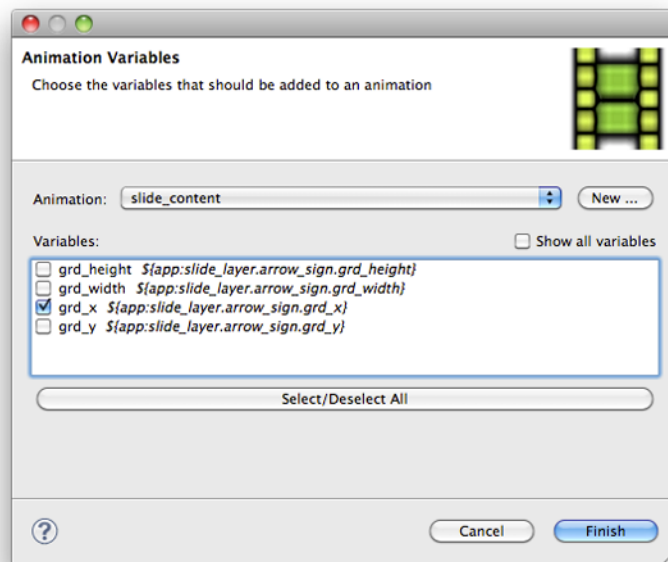 Animation Variables
Choose the variables that should be added to an animation
Animation: slide_content New ...
Variables: Show all variables
grd_height ${app:slide_layer.arrow_sign.grd_height}
grd_width ${app:slide_layer.arrow_sign.grd_width}
grd_x ${app:slide_layer.arrow_sign.grd_x}
grd_y ${app:slide_layer.arrow_sign.grd_y}
Select/Deselect All
? Cancel Finish